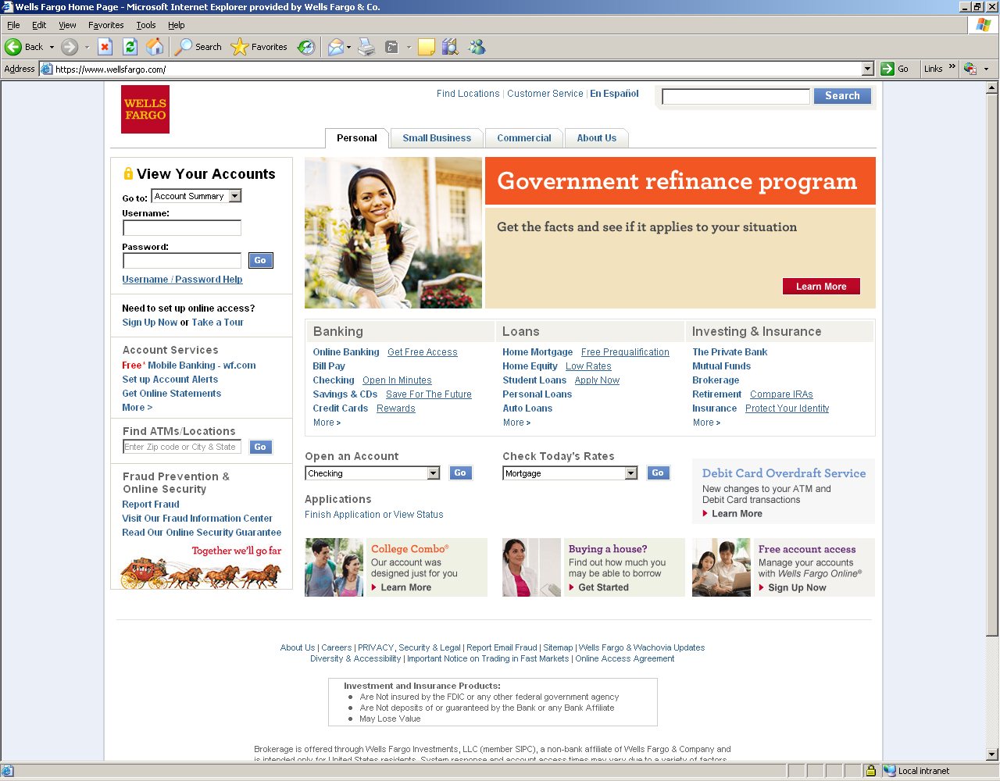 Wells Fargo Home Page - Microsoft Internet Explorer provided by Wells Fargo & Co.
File Edit View Favorites Tools Help
Back Search Favorites
Address https://www.wellsfargo.com/ Go Links »
WELLS
FARGO
Find Locations | Customer Service | En Español
Search
Personal Small Business Commercial About Us
View Your Accounts
Go to: Account Summary
Username:
Password:
Go
Username / Password Help
Need to set up online access?
Sign Up Now or Take a Tour
Account Services
Free* Mobile Banking - wf.com
Set up Account Alerts
Get Online Statements
More >
Find ATMs/Locations
Enter Zip code or City & State Go
Fraud Prevention &
Online Security
Report Fraud
Visit Our Fraud Information Center
Read Our Online Security Guarantee
Together we'll go far
Government refinance program
Get the facts and see if it applies to your situation
Learn More
Banking
Online Banking Get Free Access
Bill Pay
Checking Open In Minutes
Savings & CDs Save For The Future
Credit Cards Rewards
More >
Loans
Home Mortgage Free Prequalification
Home Equity Low Rates
Student Loans Apply Now
Personal Loans
Auto Loans
More >
Investing & Insurance
The Private Bank
Mutual Funds
Brokerage
Retirement Compare IRAs
Insurance Protect Your Identity
More >
Open an Account
Checking Go
Applications
Finish Application or View Status
Check Today's Rates
Mortgage Go
Debit Card Overdraft Service
New changes to your ATM and
Debit Card transactions
Learn More
College Combo®
Our account was
designed just for you
Learn More
Buying a house?
Find out how much you
may be able to borrow
Get Started
Free account access
Manage your accounts
with Wells Fargo Online®
Sign Up Now
About Us | Careers | PRIVACY, Security & Legal | Report Email Fraud | Sitemap | Wells Fargo & Wachovia Updates
Diversity & Accessibility | Important Notice on Trading in Fast Markets | Online Access Agreement
Investment and Insurance Products:
• Are Not insured by the FDIC or any other federal government agency
• Are Not deposits of or guaranteed by the Bank or any Bank Affiliate
• May Lose Value
Brokerage is offered through Wells Fargo Investments, LLC (member SIPC), a non-bank affiliate of Wells Fargo & Company and
is intended only for United States residents. System response and account access times may vary due to a variety of factors,
Local intranet